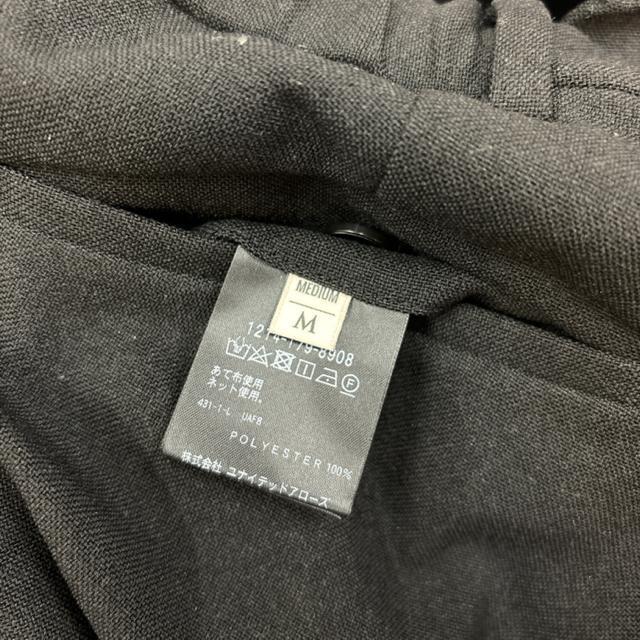 MEDIUM
M
1214-179-8908
あて布使用
ネット使用。
431-1-L UAFB
POLYESTER 100%
株式会社 ユナイテッドアローズ